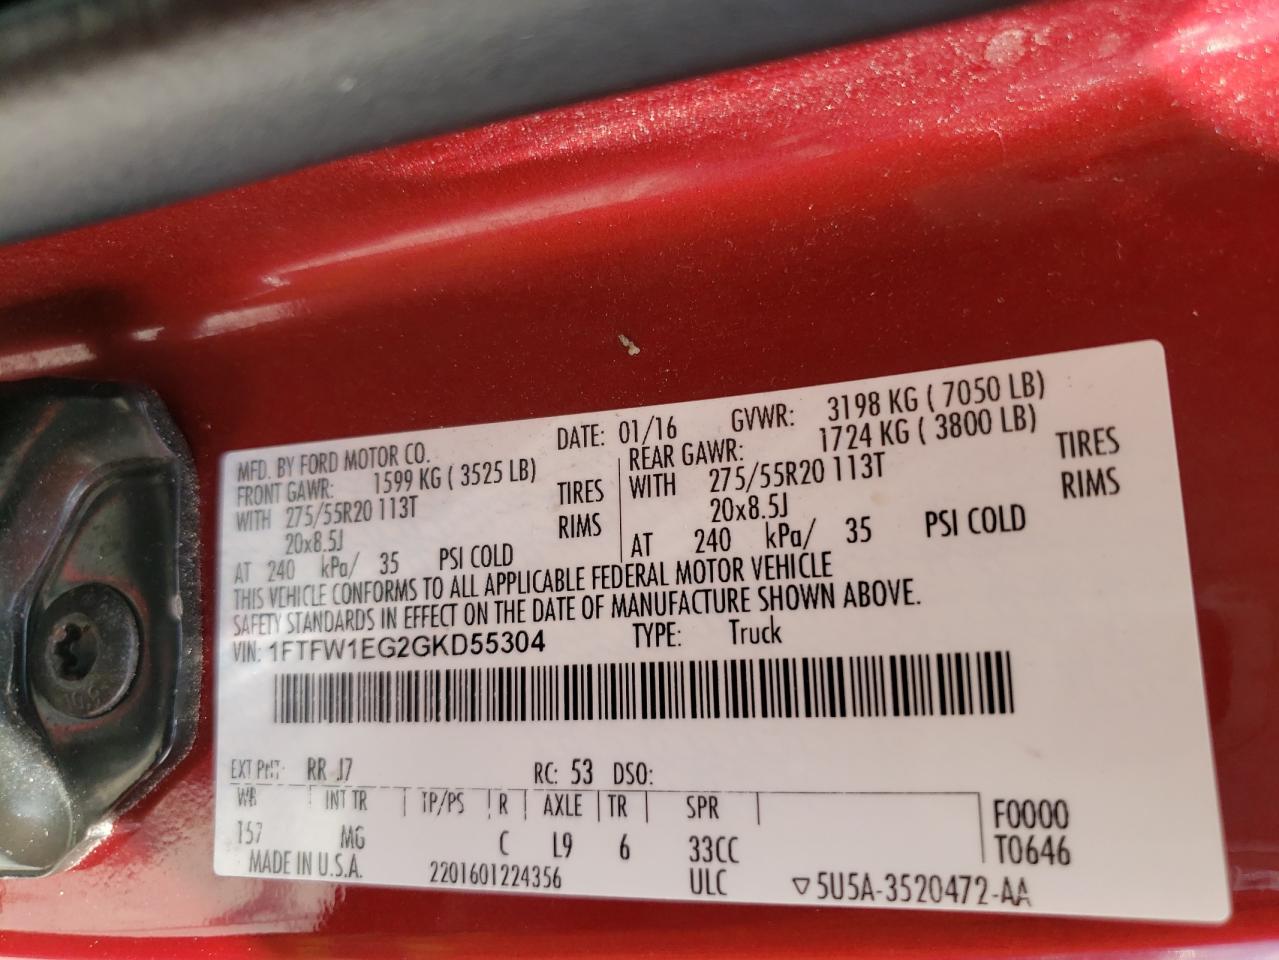 MFD. BY FORD MOTOR CO. DATE: 01/16 GVWR: 3198 KG ( 7050 LB)
FRONT GAWR: 1599 KG ( 3525 LB) REAR GAWR: 1724 KG ( 3800 LB)
WITH 275/55R20 113T TIRES WITH 275/55R20 113T TIRES
20x8.5J RIMS 20x8.5J RIMS
AT 240 kPa/ 35 PSI COLD AT 240 kPa/ 35 PSI COLD
THIS VEHICLE CONFORMS TO ALL APPLICABLE FEDERAL MOTOR VEHICLE
SAFETY STANDARDS IN EFFECT ON THE DATE OF MANUFACTURE SHOWN ABOVE.
VIN: 1FTFW1EG2GKD55304 TYPE: Truck
EXT PNT: RR J7 RC: 53 DSO:
WB INT TR TP/PS R AXLE TR SPR F0000
157 MG C L9 6 33CC T0646
MADE IN U.S.A. 2201601224356 ULC ▽5U5A-3520472-AA